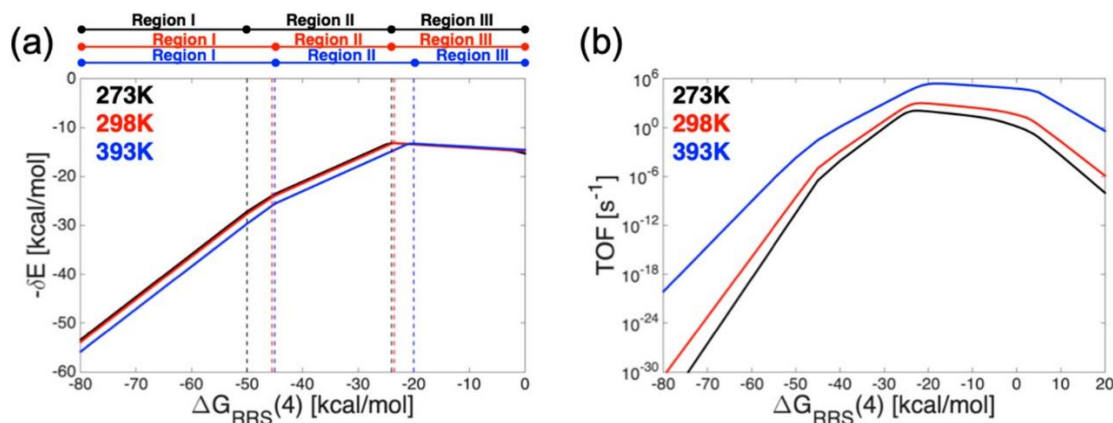 (a)
Region I Region II Region III
Region I Region II Region III
Region I Region II Region III
273K
298K
393K
0
-10
-20
-30
-40
-50
-60
-δE [kcal/mol]
-80 -70 -60 -50 -40 -30 -20 -10 0
ΔG_RRS(4) [kcal/mol]
(b)
273K
298K
393K
10^6
10^0
10^-6
10^-12
10^-18
10^-24
10^-30
TOF [s^-1]
-80 -70 -60 -50 -40 -30 -20 -10 0 10 20
ΔG_RRS(4) [kcal/mol]